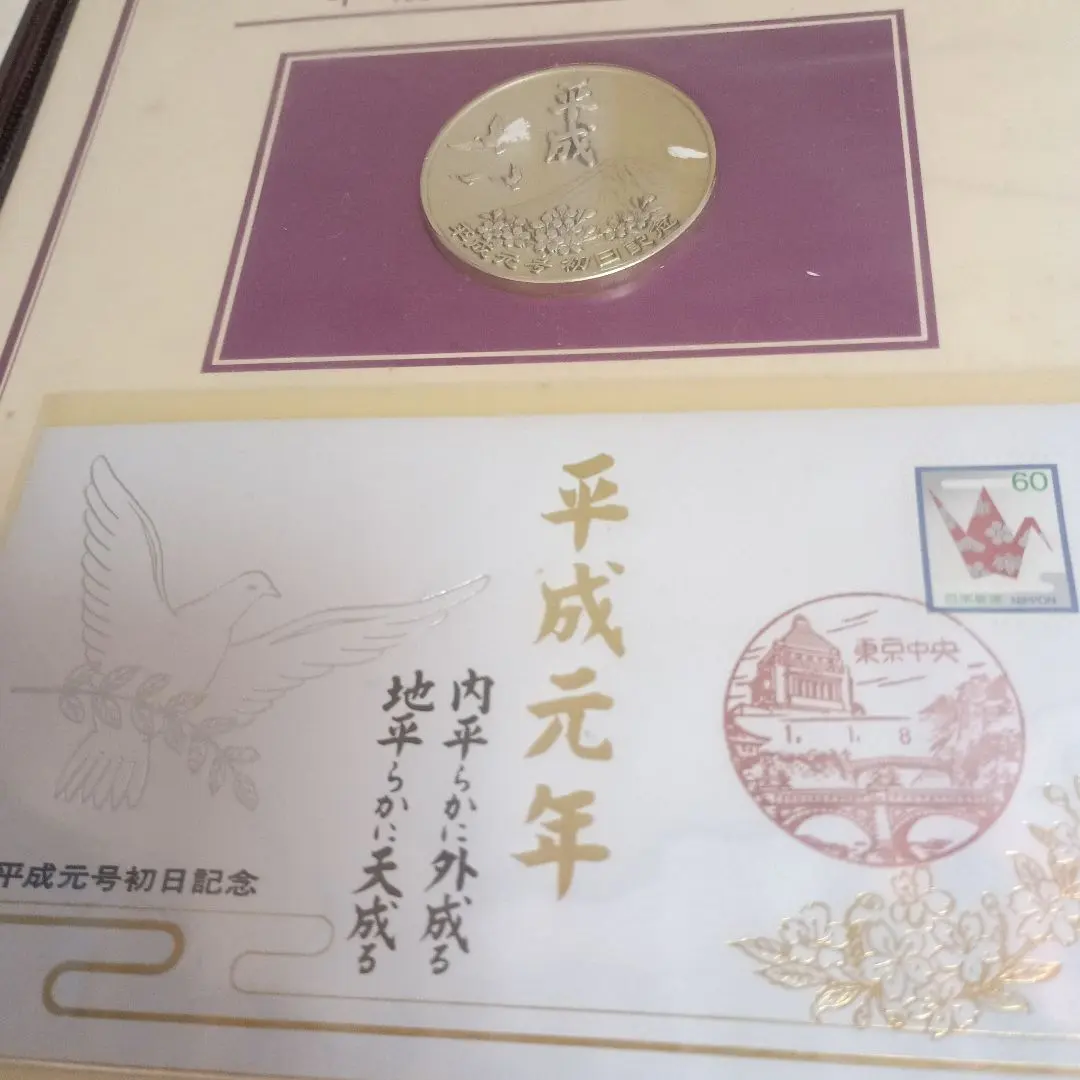 平成
平成元号初日記念
平成元年
内平らかに外成る
地平らかに天成る
60
日本郵便 NIPPON
東京中央
1. 1. 8
平成元号初日記念